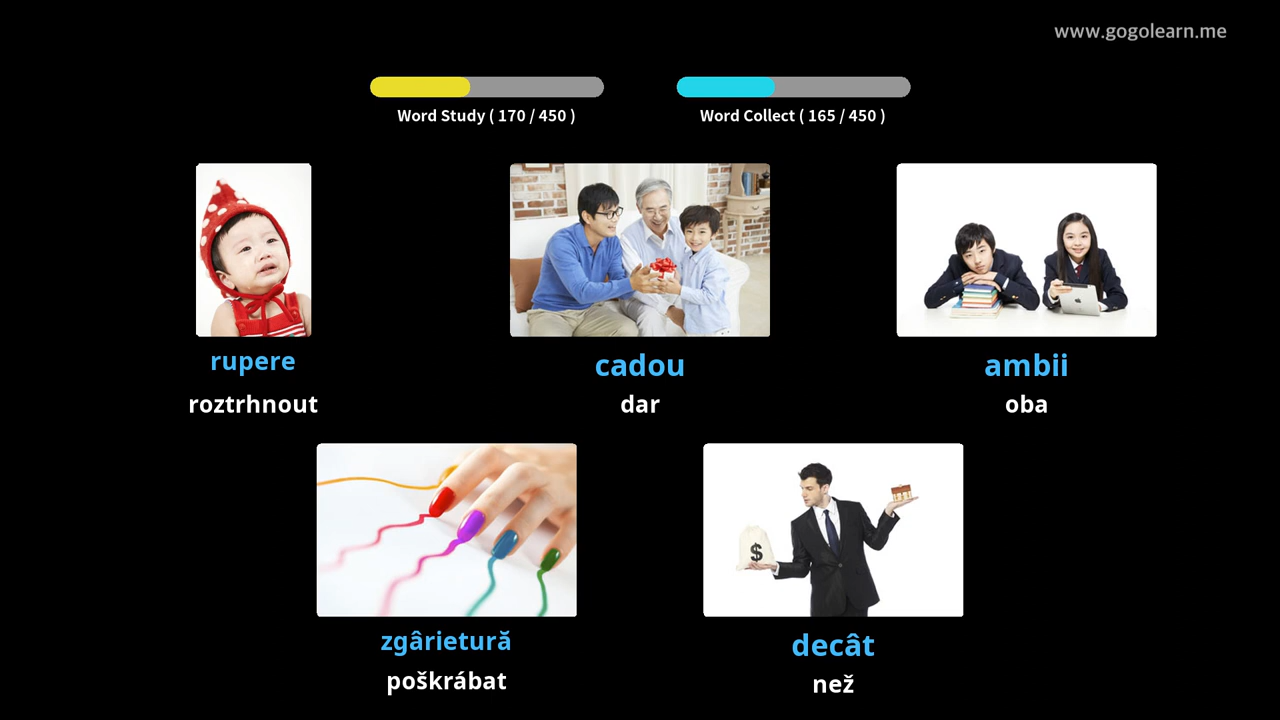 www.gogolearn.me
Word Study ( 170 / 450 )
Word Collect ( 165 / 450 )
rupere
roztrhnout
cadou
dar
ambii
oba
$
zgârietură
poškrábat
decât
než